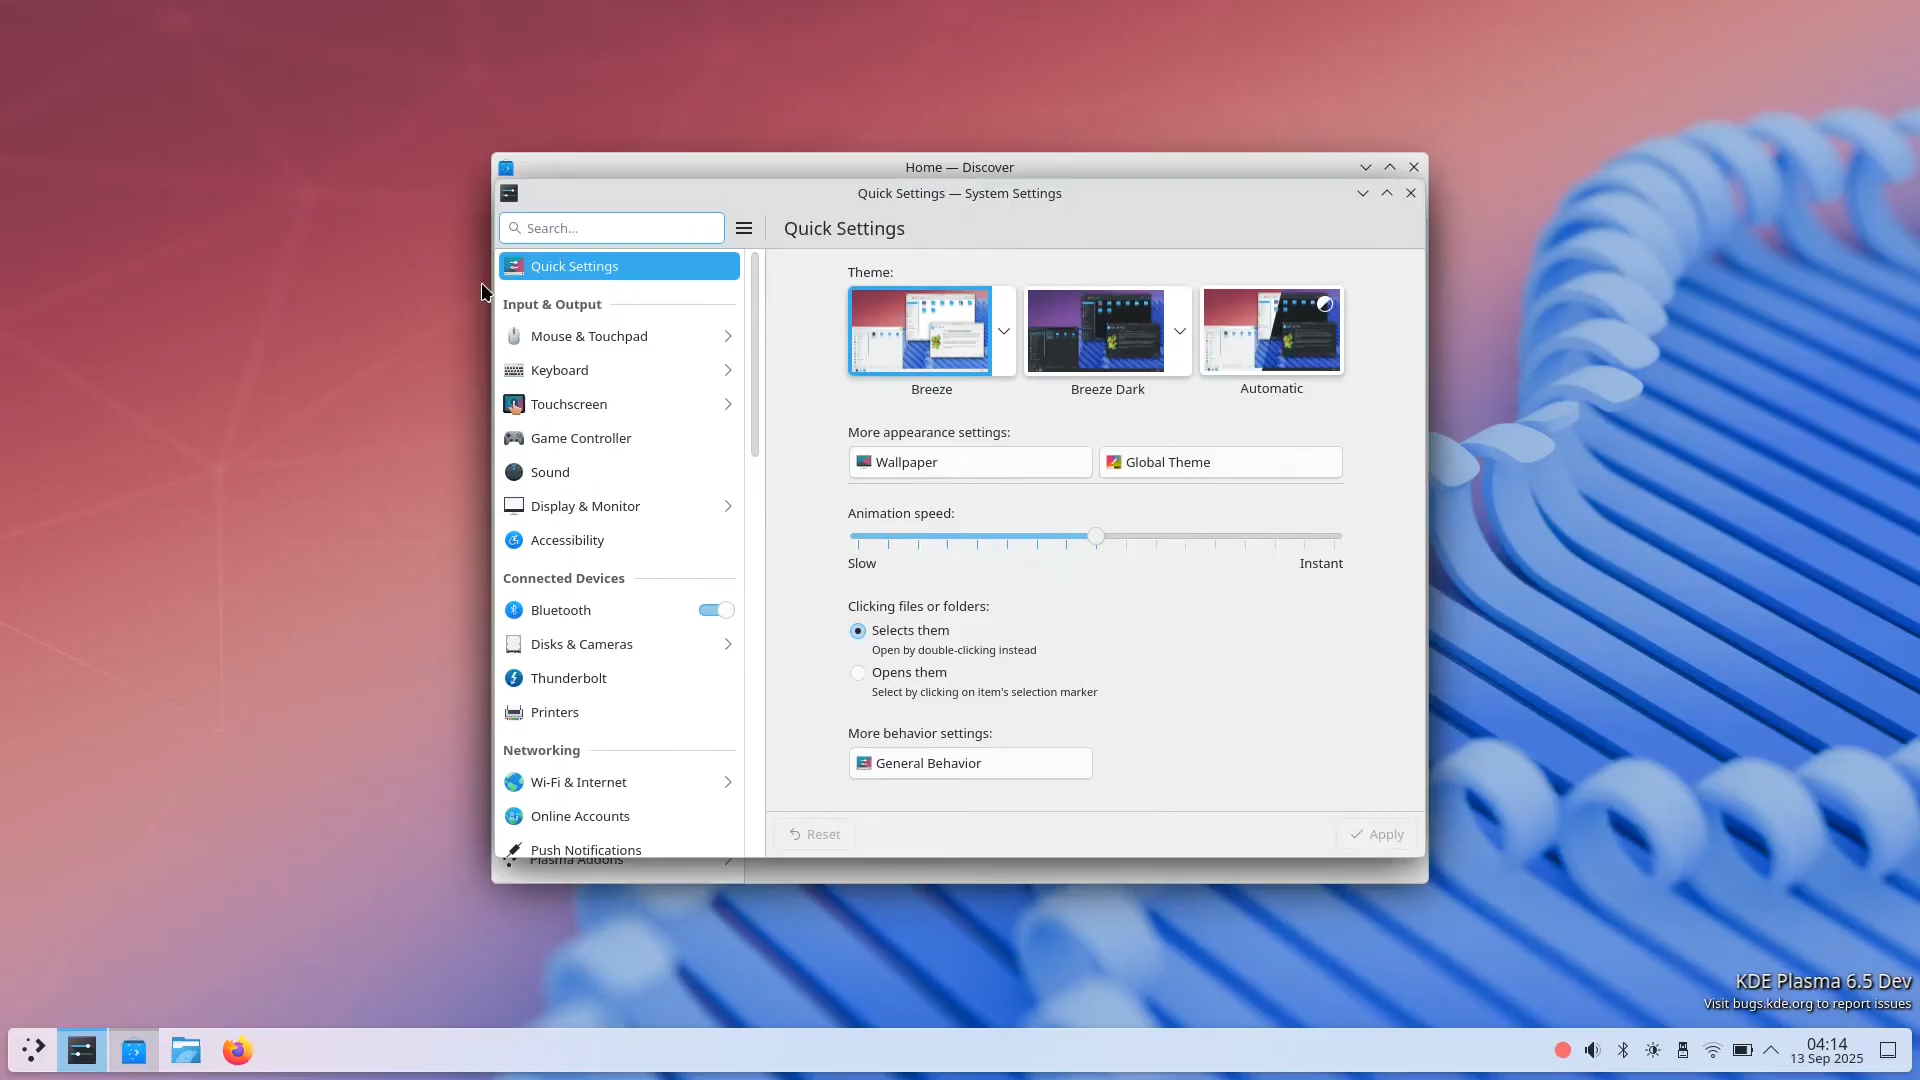 Home — Discover
Quick Settings — System Settings
Search...
Quick Settings
Quick Settings
Input & Output
Mouse & Touchpad
Keyboard
Touchscreen
Game Controller
Sound
Display & Monitor
Accessibility
Connected Devices
Bluetooth
Disks & Cameras
Thunderbolt
Printers
Networking
Wi-Fi & Internet
Online Accounts
Push Notifications
Plasma Addons
Theme:
Breeze
Breeze Dark
Automatic
More appearance settings:
Wallpaper
Global Theme
Animation speed:
Slow
Instant
Clicking files or folders:
Selects them
Open by double-clicking instead
Opens them
Select by clicking on item's selection marker
More behavior settings:
General Behavior
Reset
Apply
KDE Plasma 6.5 Dev
Visit bugs.kde.org to report issues
04:14
13 Sep 2025